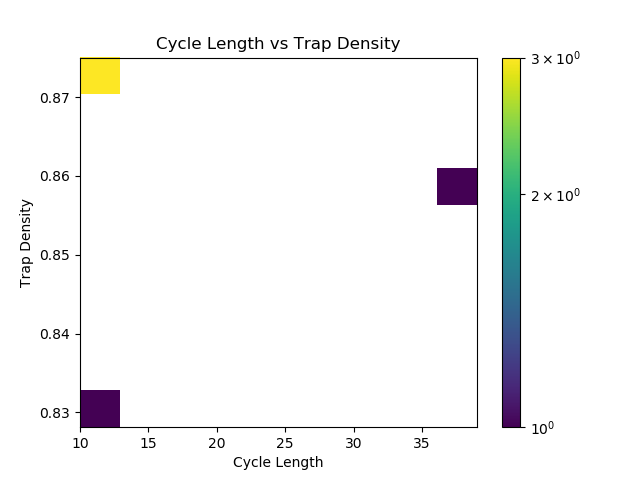 Cycle Length vs Trap Density
Trap Density
0.87
0.86
0.85
0.84
0.83
10 15 20 25 30 35
Cycle Length
3 × 10⁰
2 × 10⁰
10⁰